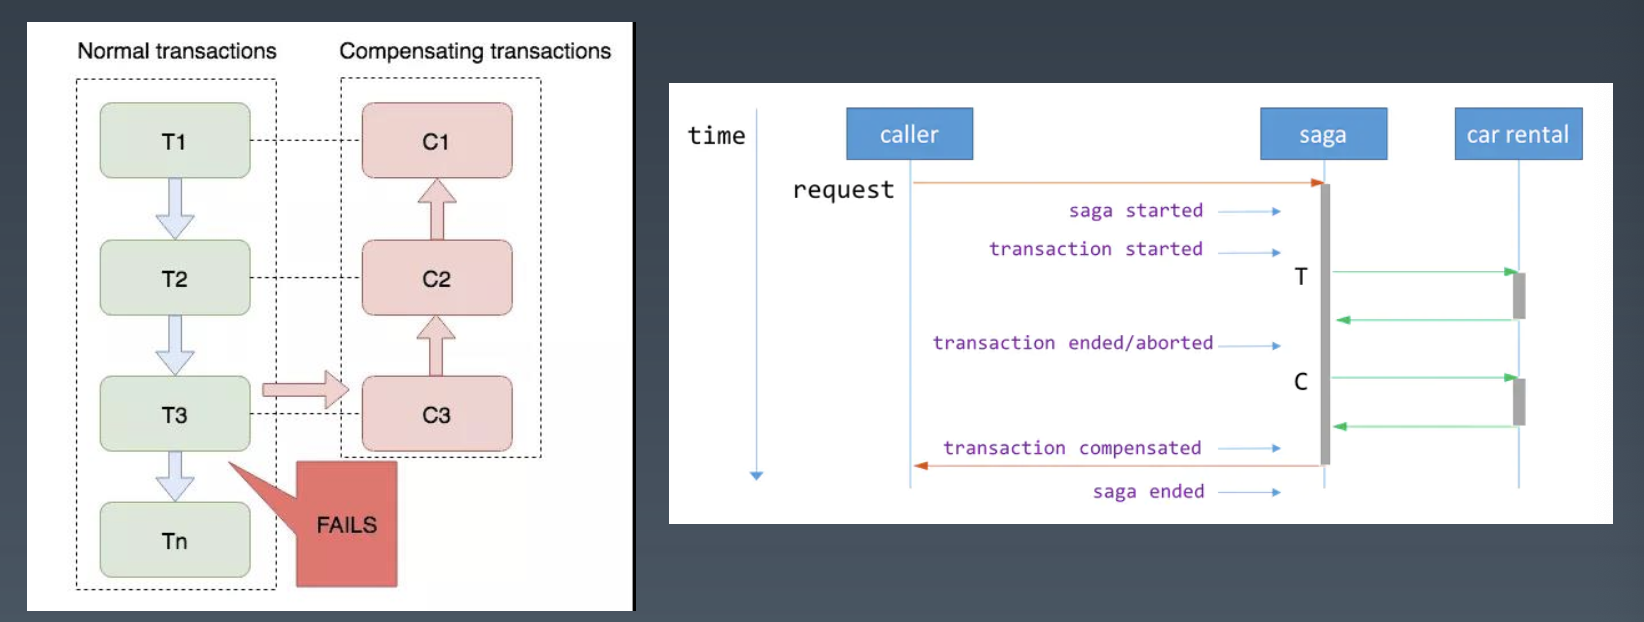 Normal transactions
Compensating transactions
T1
C1
T2
C2
T3
C3
FAILS
Tn
time
caller
saga
car rental
request
saga started
transaction started
T
transaction ended/aborted
C
transaction compensated
saga ended